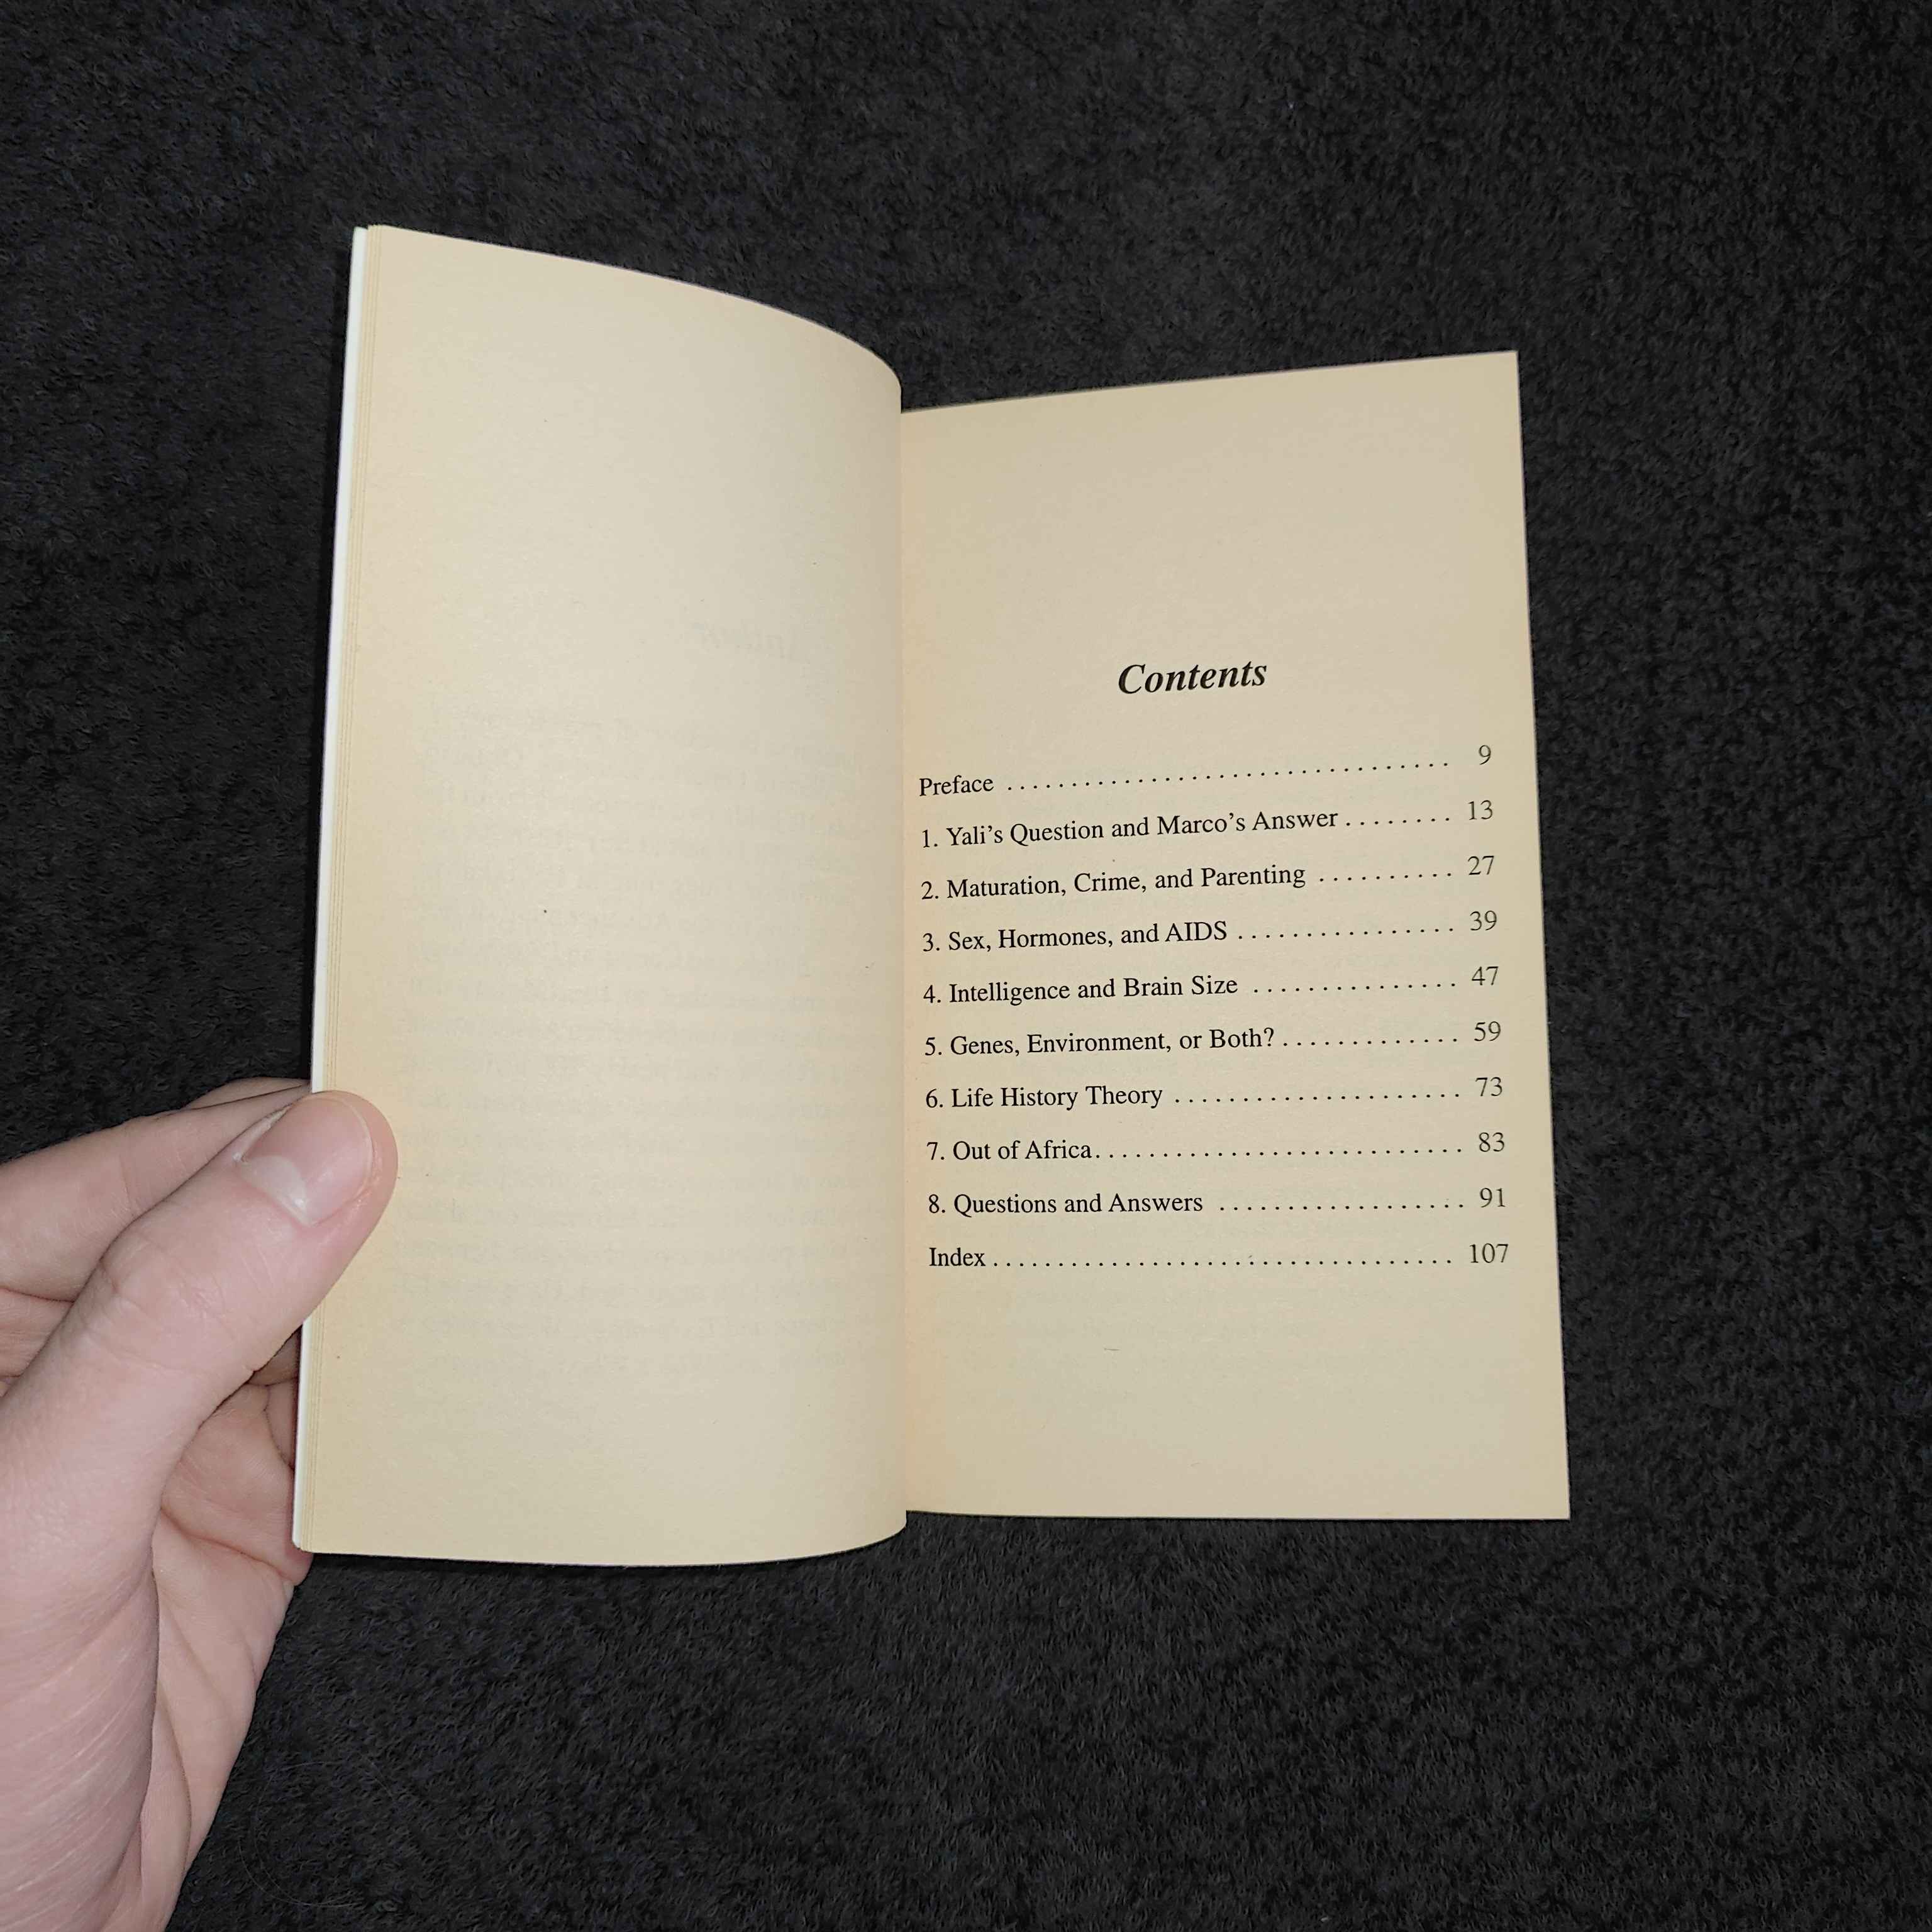 Contents
Preface .................................. 9
1. Yali's Question and Marco's Answer ........ 13
2. Maturation, Crime, and Parenting .......... 27
3. Sex, Hormones, and AIDS ................ 39
4. Intelligence and Brain Size ............... 47
5. Genes, Environment, or Both? ............. 59
6. Life History Theory ...................... 73
7. Out of Africa............................ 83
8. Questions and Answers ................... 91
Index ................................... 107